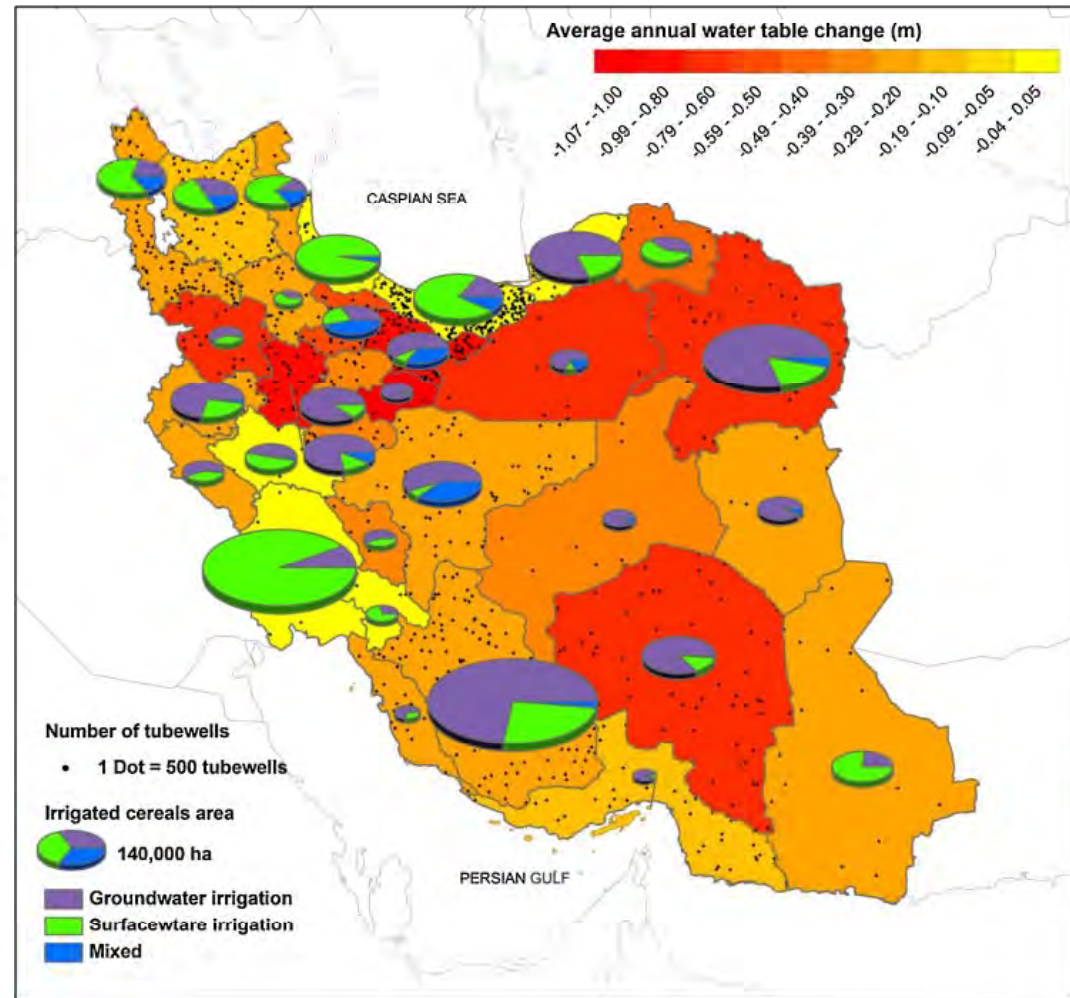 Average annual water table change (m)
-1.07 - -1.00
-0.99 - -0.80
-0.79 - -0.60
-0.59 - -0.50
-0.49 - -0.40
-0.39 - -0.30
-0.29 - -0.20
-0.19 - -0.10
-0.09 - -0.05
-0.04 - 0.05
CASPIAN SEA
Number of tubewells
1 Dot = 500 tubewells
Irrigated cereals area
140,000 ha
PERSIAN GULF
Groundwater irrigation
Surfacewtare irrigation
Mixed